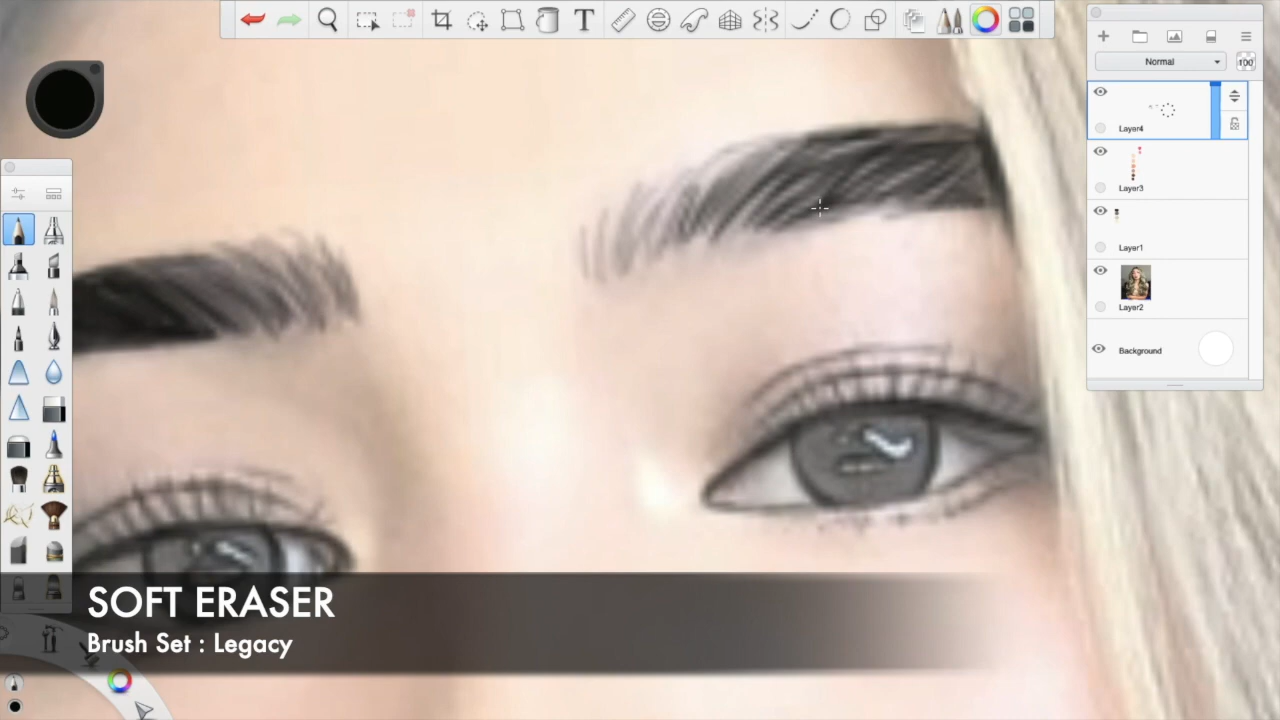 T
Normal
100
Layer4
Layer3
Layer1
Layer2
Background
SOFT ERASER
Brush Set : Legacy